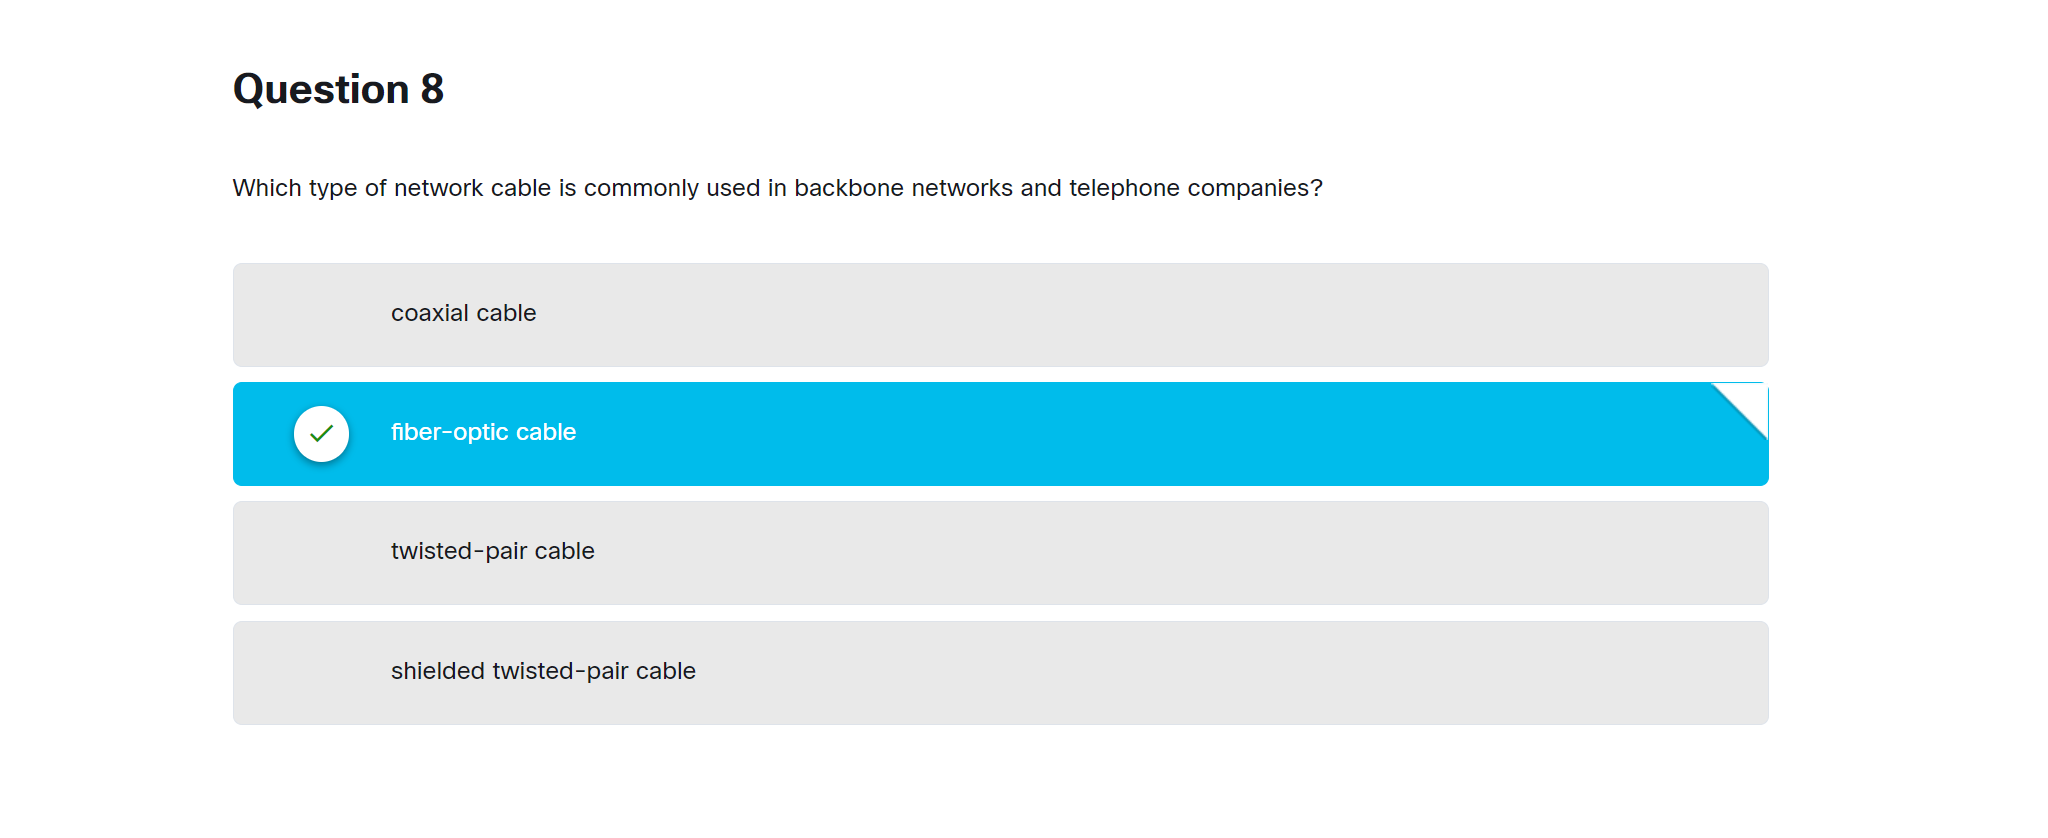 Question 8
Which type of network cable is commonly used in backbone networks and telephone companies?
coaxial cable
fiber-optic cable
twisted-pair cable
shielded twisted-pair cable